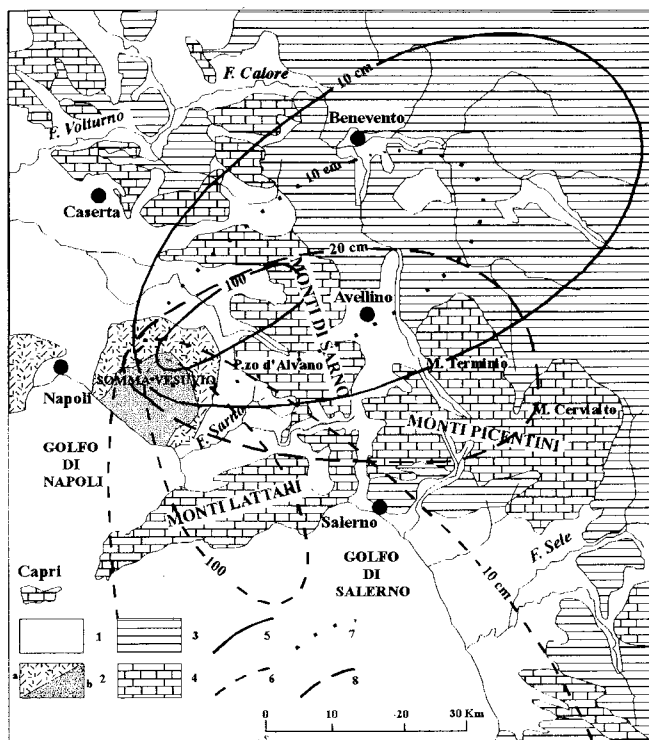 10 cm
F. Calore
Benevento
F. Volturno
10 cm
Caserta
20 cm
100
MONTI DI SARNO
Avellino
P.zo d'Alvano
M. Terminio
SOMMA-VESUVIO
Napoli
M. Cervialto
F. Sarno
MONTI PICENTINI
GOLFO
DI
NAPOLI
MONTI LATTARI
Salerno
F. Sele
GOLFO
DI
SALERNO
100
10 cm
Capri
1 3 5 7
a b 2 4 6 8
0 10 20 30 Km